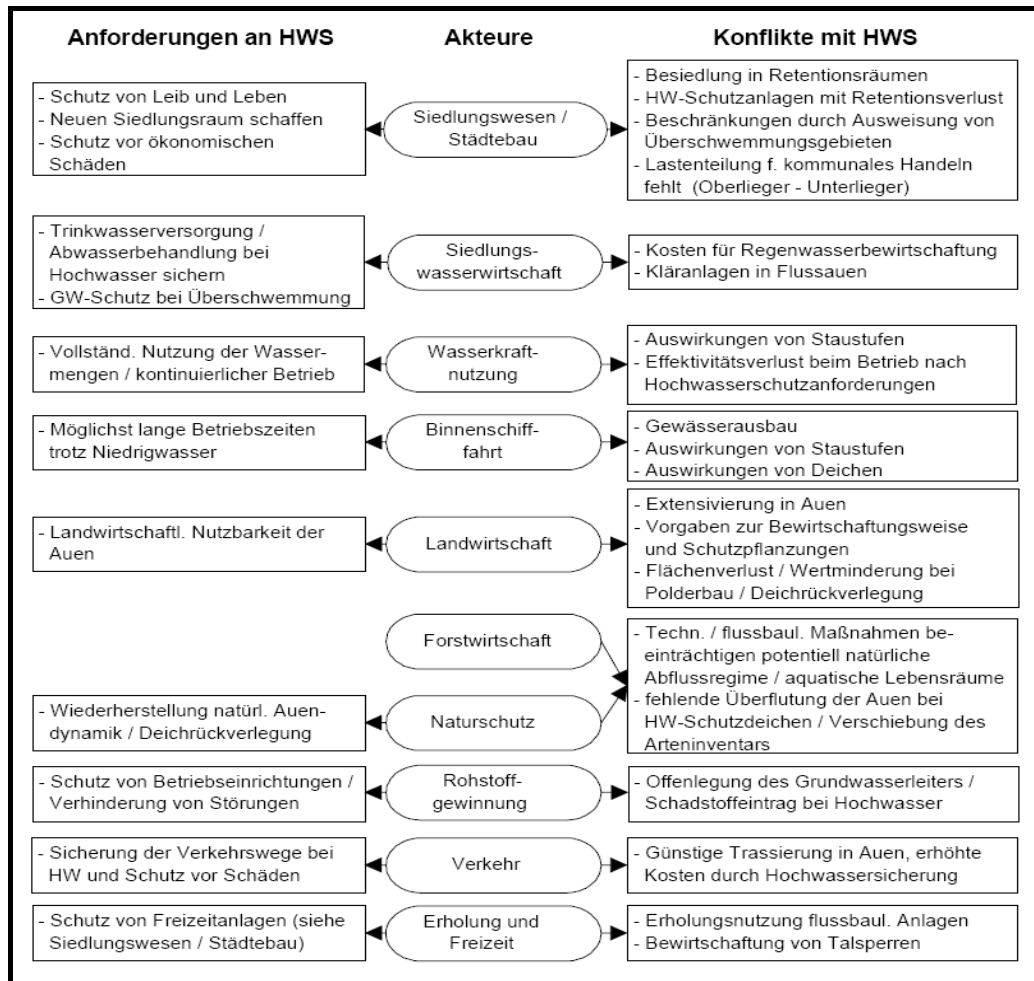 Anforderungen an HWS
Akteure
Konflikte mit HWS
- Schutz von Leib und Leben
- Neuen Siedlungsraum schaffen
- Schutz vor ökonomischen
Schäden
Siedlungswesen /
Städtebau
- Besiedlung in Retentionsräumen
- HW-Schutzanlagen mit Retentionsverlust
- Beschränkungen durch Ausweisung von
Überschwemmungsgebieten
- Lastenteilung f. kommunales Handeln
fehlt (Oberlieger - Unterlieger)
- Trinkwasserversorgung /
Abwasserbehandlung bei
Hochwasser sichern
- GW-Schutz bei Überschwemmung
Siedlungs-
wasserwirtschaft
- Kosten für Regenwasserbewirtschaftung
- Kläranlagen in Flussauen
- Vollständ. Nutzung der Wasser-
mengen / kontinuierlicher Betrieb
Wasserkraft-
nutzung
- Auswirkungen von Staustufen
- Effektivitätsverlust beim Betrieb nach
Hochwasserschutzanforderungen
- Möglichst lange Betriebszeiten
trotz Niedrigwasser
Binnenschiff-
fahrt
- Gewässerausbau
- Auswirkungen von Staustufen
- Auswirkungen von Deichen
- Landwirtschaftl. Nutzbarkeit der
Auen
Landwirtschaft
- Extensivierung in Auen
- Vorgaben zur Bewirtschaftungsweise
und Schutzpflanzungen
- Flächenverlust / Wertminderung bei
Polderbau / Deichrückverlegung
Forstwirtschaft
- Techn. / flussbaul. Maßnahmen be-
einträchtigen potentiell natürliche
Abflussregime / aquatische Lebensräume
- fehlende Überflutung der Auen bei
HW-Schutzdeichen / Verschiebung des
Arteninventars
- Wiederherstellung natürl. Auen-
dynamik / Deichrückverlegung
Naturschutz
- Schutz von Betriebseinrichtungen /
Verhinderung von Störungen
Rohstoff-
gewinnung
- Offenlegung des Grundwasserleiters /
Schadstoffeintrag bei Hochwasser
- Sicherung der Verkehrswege bei
HW und Schutz vor Schäden
Verkehr
- Günstige Trassierung in Auen, erhöhte
Kosten durch Hochwassersicherung
- Schutz von Freizeitanlagen (siehe
Siedlungswesen / Städtebau)
Erholung und
Freizeit
- Erholungsnutzung flussbaul. Anlagen
- Bewirtschaftung von Talsperren